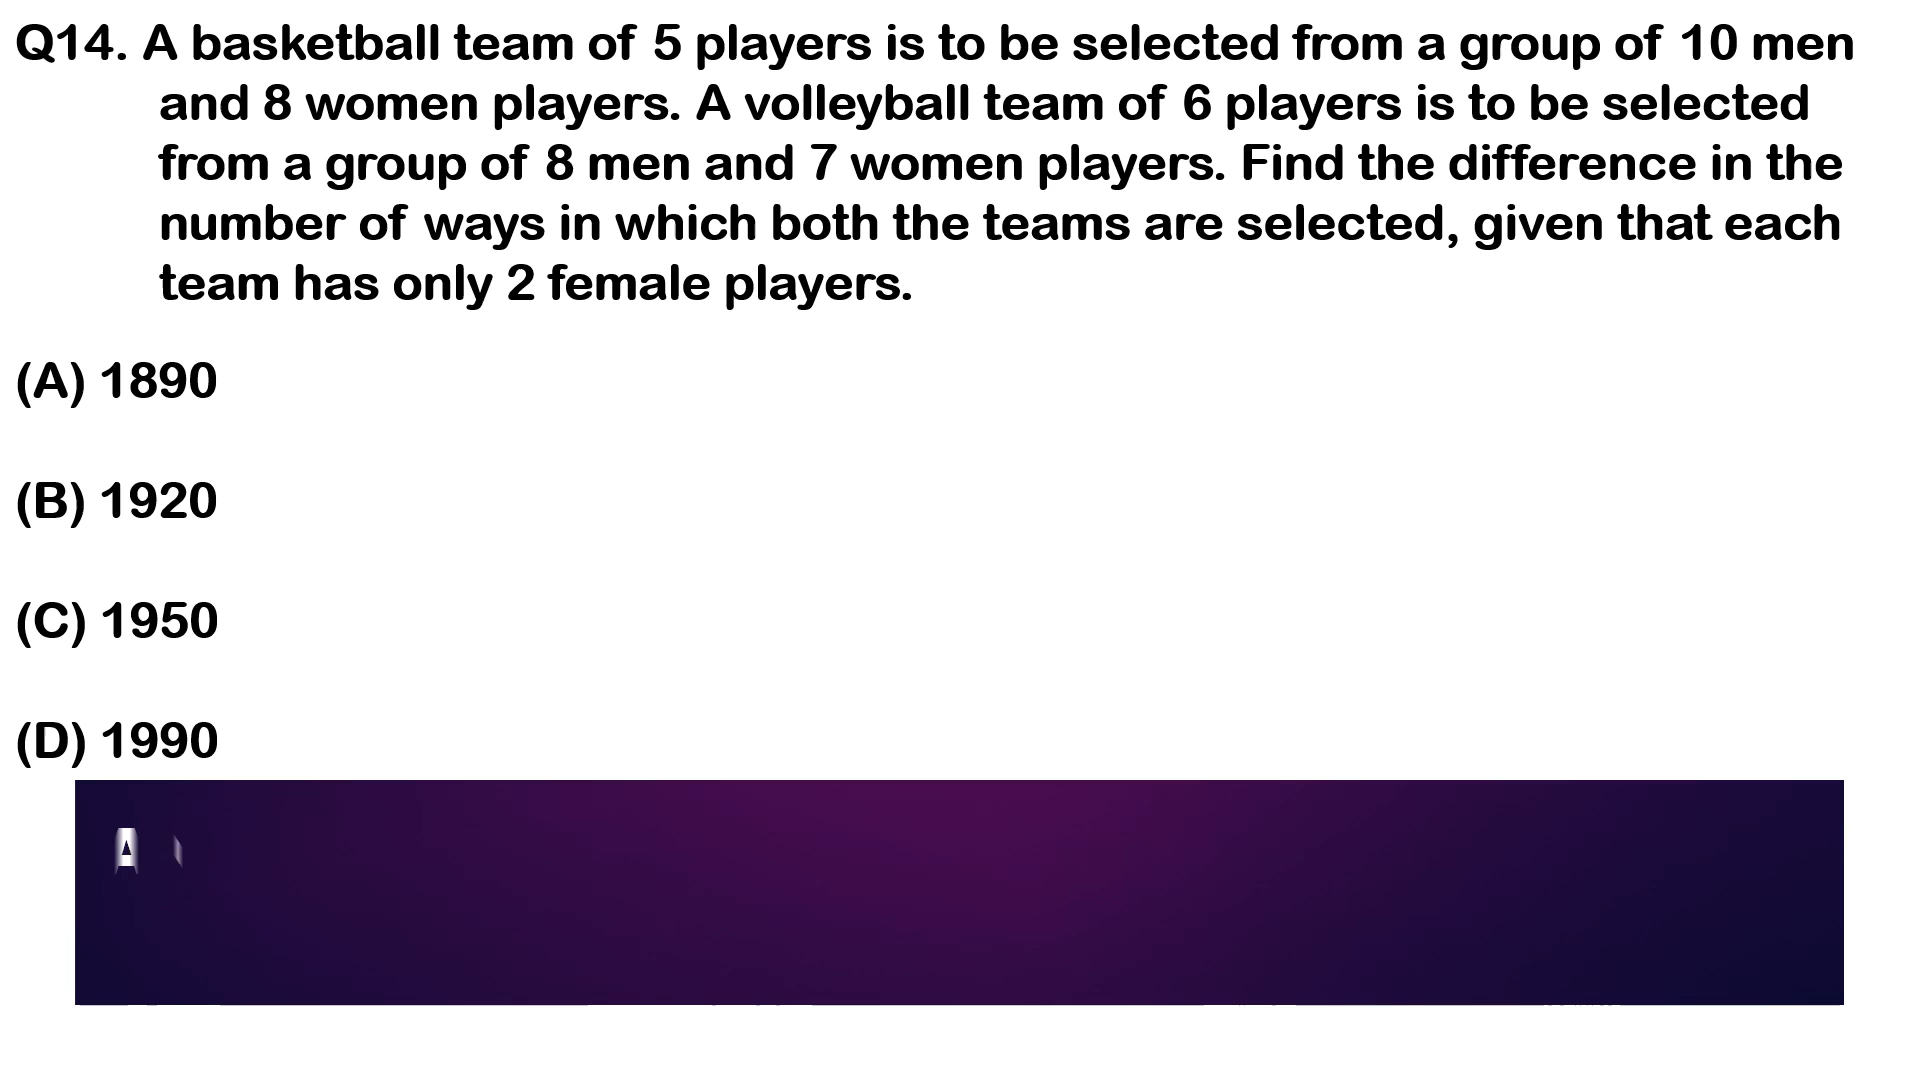 Q14. A basketball team of 5 players is to be selected from a group of 10 men
and 8 women players. A volleyball team of 6 players is to be selected
from a group of 8 men and 7 women players. Find the difference in the
number of ways in which both the teams are selected, given that each
team has only 2 female players.
(A) 1890
(B) 1920
(C) 1950
(D) 1990
A